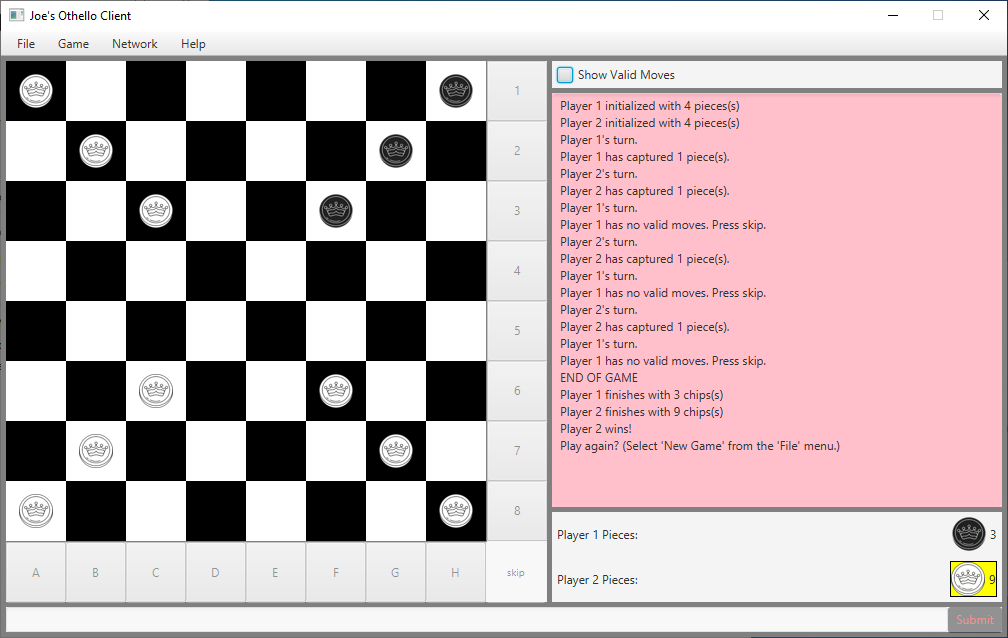 Joe's Othello Client
File Game Network Help
1
2
3
4
5
6
7
8
A B C D E F G H skip
Show Valid Moves
Player 1 initialized with 4 pieces(s)
Player 2 initialized with 4 pieces(s)
Player 1's turn.
Player 1 has captured 1 piece(s).
Player 2's turn.
Player 2 has captured 1 piece(s).
Player 1's turn.
Player 1 has no valid moves. Press skip.
Player 2's turn.
Player 2 has captured 1 piece(s).
Player 1's turn.
Player 1 has no valid moves. Press skip.
Player 2's turn.
Player 2 has captured 1 piece(s).
Player 1's turn.
Player 1 has no valid moves. Press skip.
END OF GAME
Player 1 finishes with 3 chips(s)
Player 2 finishes with 9 chips(s)
Player 2 wins!
Play again? (Select 'New Game' from the 'File' menu.)
Player 1 Pieces: 3
Player 2 Pieces: 9
Submit